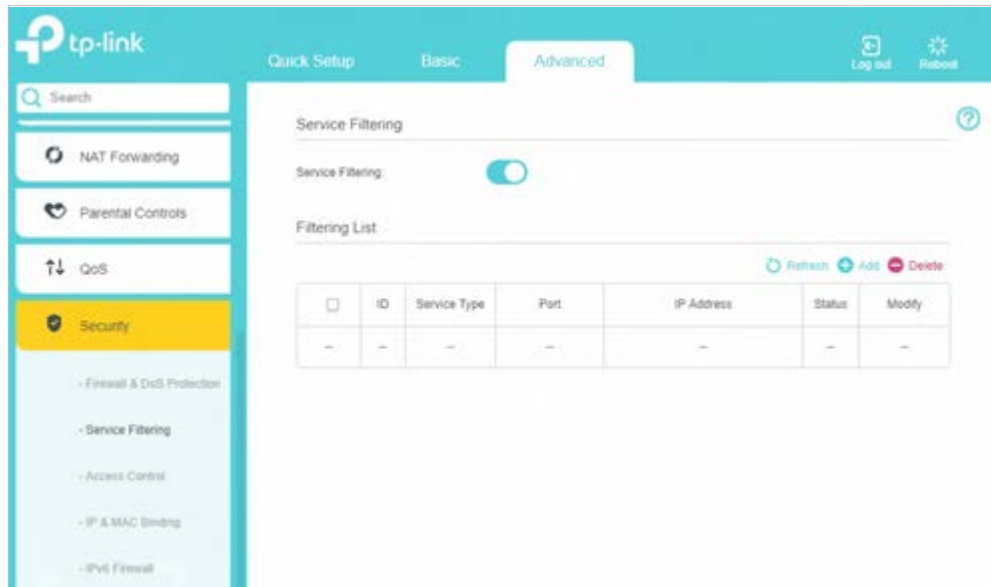 tp-link
Quick Setup
Basic
Advanced
Log out
Reboot
Search
NAT Forwarding
Parental Controls
QoS
Security
- Firewall & DoS Protection
- Service Filtering
- Access Control
- IP & MAC Binding
- IPv6 Firewall
Service Filtering
Service Filtering:
Filtering List
Refresh Add Delete
ID Service Type Port IP Address Status Modify
-- -- -- -- -- -- --